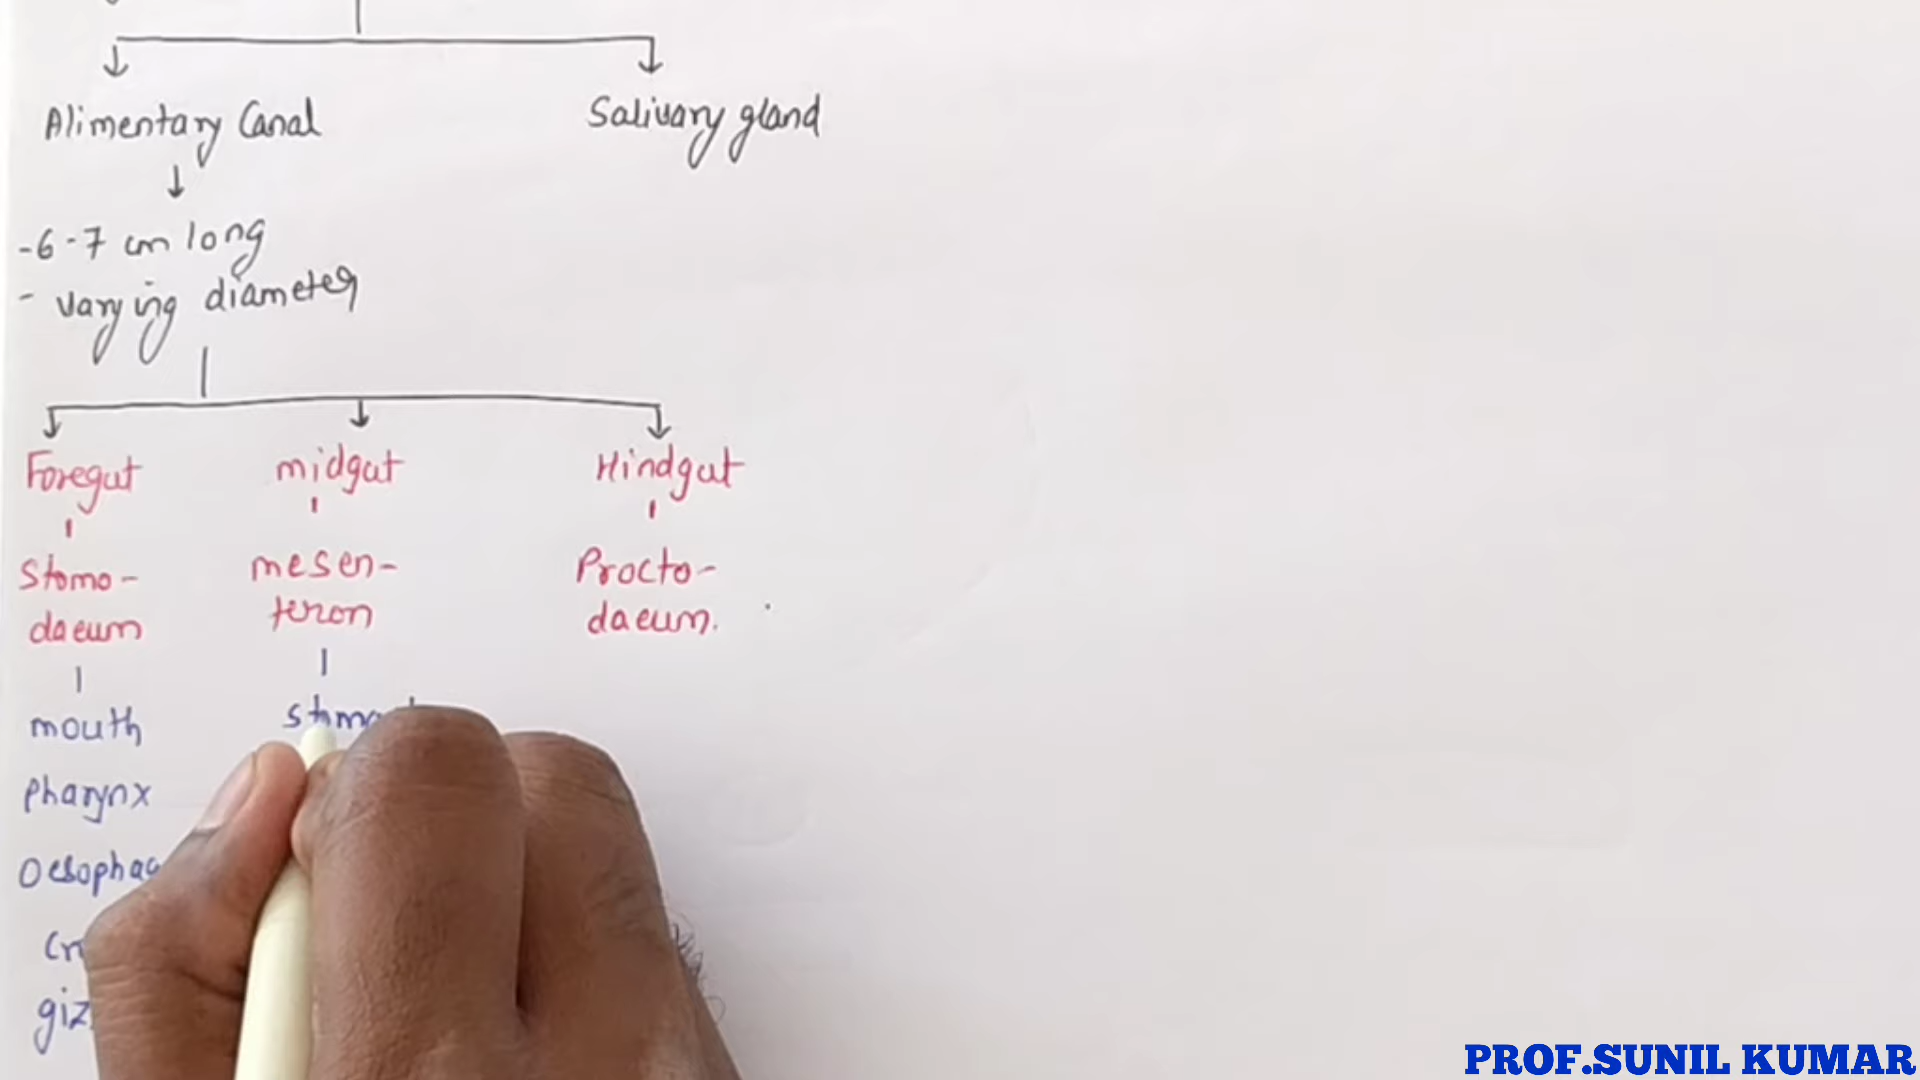 Alimentary Canal
Salivary gland
-6-7 cm long
- varying diameter
Foregut
midgut
Hindgut
Stomo-
daeum
mesen-
teron
Procto-
daeum.
mouth
pharynx
PROF.SUNIL KUMAR